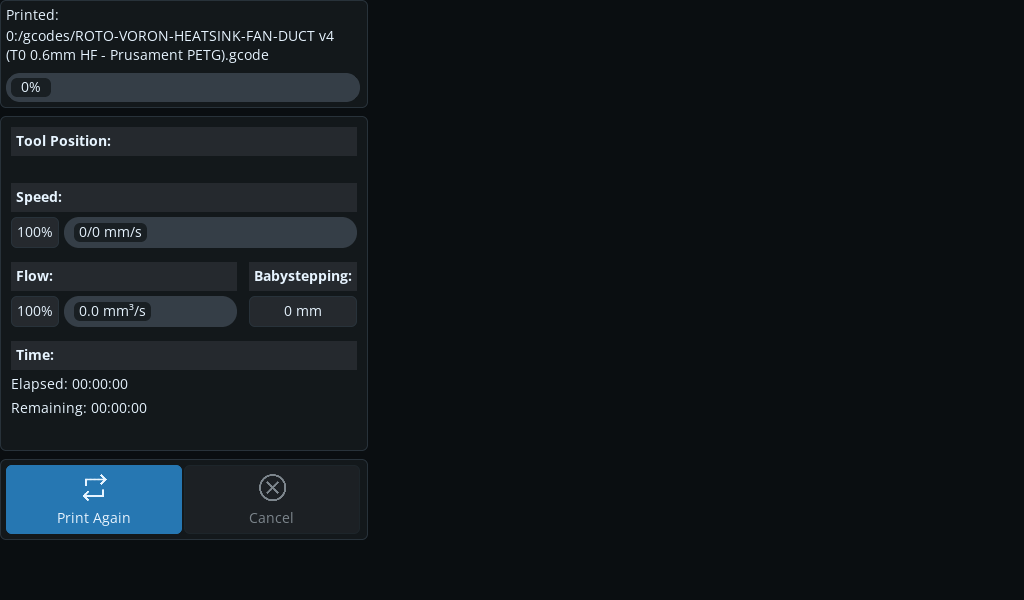 Printed:
0:/gcodes/ROTO-VORON-HEATSINK-FAN-DUCT v4
(T0 0.6mm HF - Prusament PETG).gcode
0%
Tool Position:
Speed:
100% 0/0 mm/s
Flow: Babystepping:
100% 0.0 mm³/s 0 mm
Time:
Elapsed: 00:00:00
Remaining: 00:00:00
Print Again Cancel